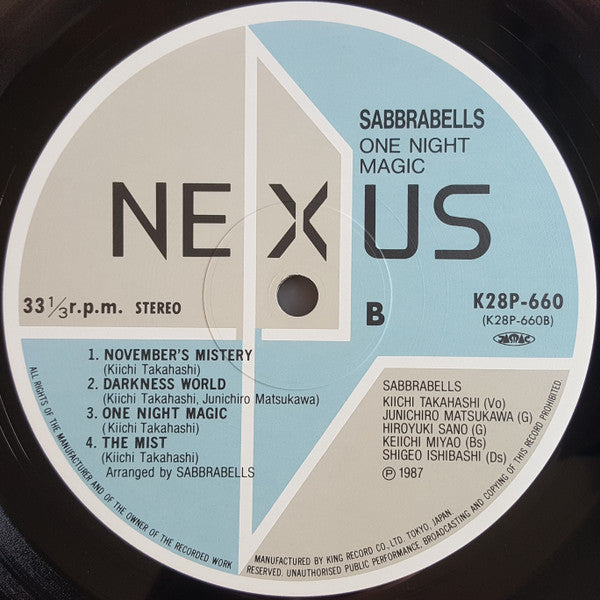 SABBRABELLS
ONE NIGHT
MAGIC
NEXUS
33 1/3 r.p.m. STEREO
B
K28P-660
(K28P-660B)
JASRAC
1. NOVEMBER'S MISTERY
(Kiichi Takahashi)
2. DARKNESS WORLD
(Kiichi Takahashi, Junichiro Matsukawa)
3. ONE NIGHT MAGIC
(Kiichi Takahashi)
4. THE MIST
(Kiichi Takahashi)
Arranged by SABBRABELLS
SABBRABELLS
KIICHI TAKAHASHI (Vo)
JUNICHIRO MATSUKAWA (G)
HIROYUKI SANO (G)
KEIICHI MIYAO (Bs)
SHIGEO ISHIBASHI (Ds)
Ⓟ 1987
ALL RIGHTS OF THE MANUFACTURER AND OF THE OWNER OF THE RECORDED WORK
RESERVED. UNAUTHORISED PUBLIC PERFORMANCE, BROADCASTING AND COPYING OF THIS RECORD PROHIBITED.
MANUFACTURED BY KING RECORD CO., LTD. TOKYO, JAPAN